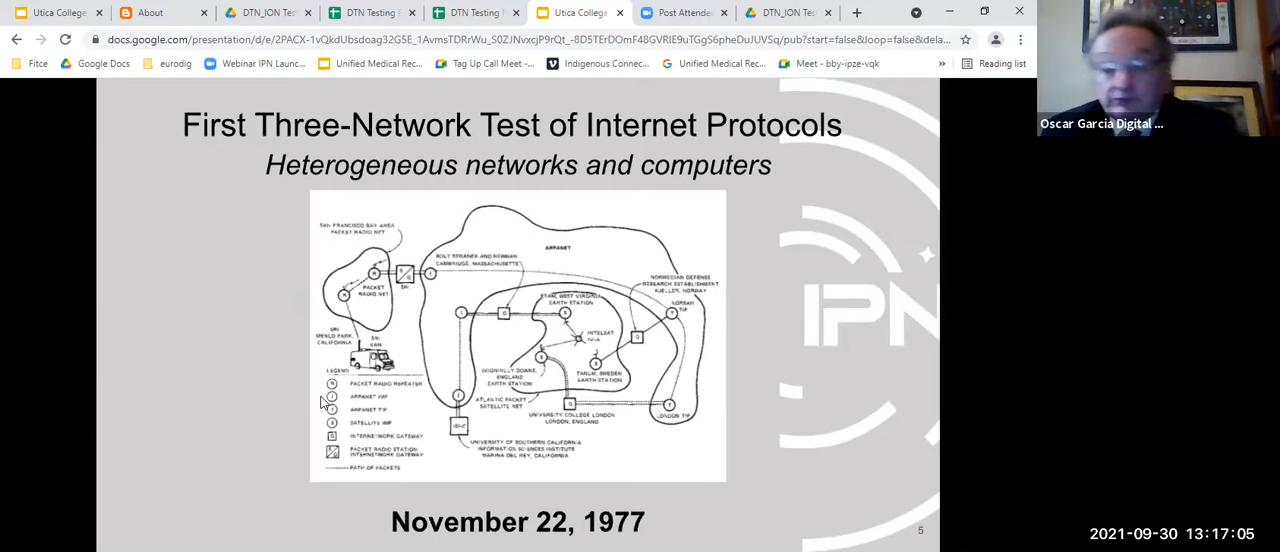 Utica College
About
DTN_ION Test
DTN Testing
DTN Testing
Utica College
Post Attendee
DTN_ION Test
docs.google.com/presentation/d/e/
pub?start=false&loop=false&dela...
Fitch
Google Docs
eurodig
Webinar IPN Launc...
Unified Medical Rec...
Tag Up Call Meet -...
Indigenous Connec...
Unified Medical Rec...
Meet - bby-ipze-vqk
Reading list
Oscar Garcia Digital ...
First Three-Network Test of Internet Protocols
Heterogeneous networks and computers
SAN FRANCISCO BAY AREA
PACKET RADIO NET
ARPANET
BOLT BERANEK AND NEWMAN
CAMBRIDGE, MASSACHUSETTS
NORWEGIAN DEFENSE
RESEARCH ESTABLISHMENT
KJELLER, NORWAY
PACKET
RADIO NET
SRI
ETAM, WEST VIRGINIA
EARTH STATION
NORSAR
TIP
INTELSAT
IV-A
SRI
MENLO PARK,
CALIFORNIA
SRI
VAN
GOONHILLY DOWNS,
ENGLAND
EARTH STATION
TANUM, SWEDEN
EARTH STATION
LEGEND
PACKET RADIO REPEATER
ARPANET IMP
ARPANET TIP
SATELLITE IMP
INTERNETWORK GATEWAY
PACKET RADIO STATION
INTERNETWORK GATEWAY
PATH OF PACKETS
ATLANTIC PACKET
SATELLITE NET
UNIVERSITY COLLEGE LONDON
LONDON, ENGLAND
LONDON TIP
UNIVERSITY OF SOUTHERN CALIFORNIA
INFORMATION SCIENCES INSTITUTE
MARINA DEL REY, CALIFORNIA
IPN
November 22, 1977
5
2021-09-30 13:17:05